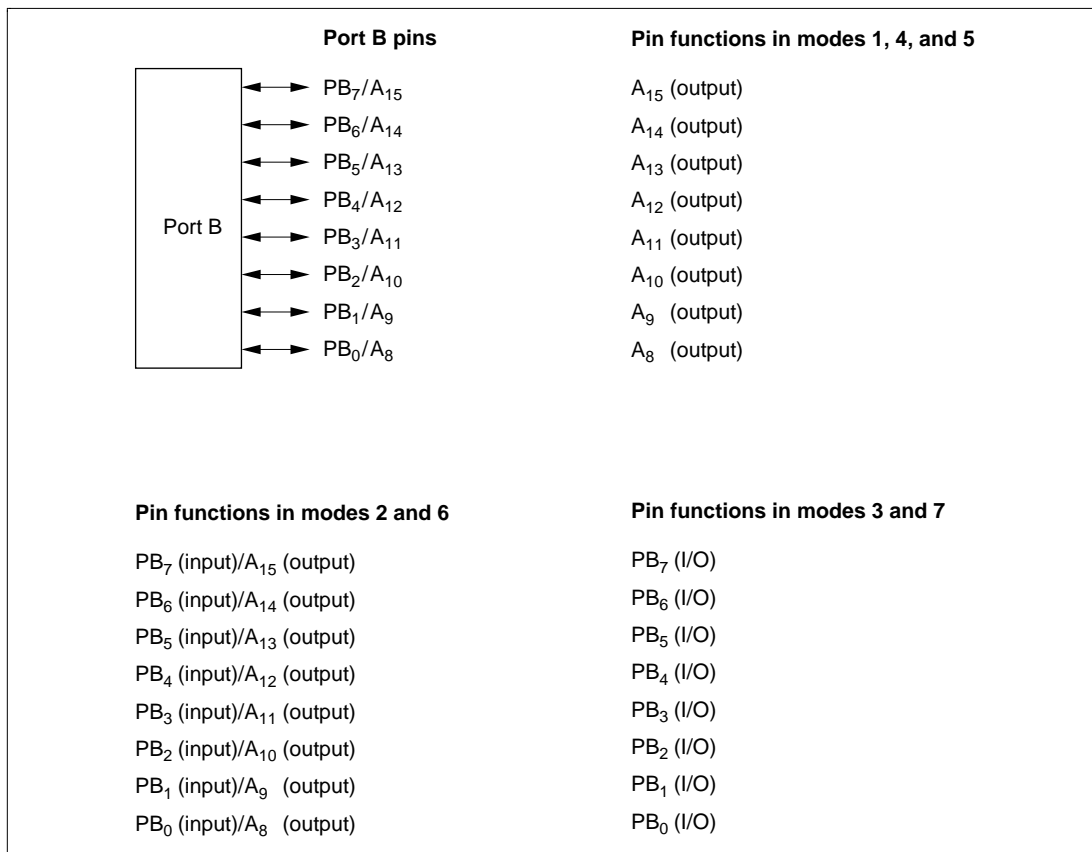 Port B pins Pin functions in modes 1, 4, and 5
PB₇/A₁₅ A₁₅ (output)
PB₆/A₁₄ A₁₄ (output)
PB₅/A₁₃ A₁₃ (output)
PB₄/A₁₂ A₁₂ (output)
Port B
PB₃/A₁₁ A₁₁ (output)
PB₂/A₁₀ A₁₀ (output)
PB₁/A₉ A₉ (output)
PB₀/A₈ A₈ (output)
Pin functions in modes 2 and 6 Pin functions in modes 3 and 7
PB₇ (input)/A₁₅ (output) PB₇ (I/O)
PB₆ (input)/A₁₄ (output) PB₆ (I/O)
PB₅ (input)/A₁₃ (output) PB₅ (I/O)
PB₄ (input)/A₁₂ (output) PB₄ (I/O)
PB₃ (input)/A₁₁ (output) PB₃ (I/O)
PB₂ (input)/A₁₀ (output) PB₂ (I/O)
PB₁ (input)/A₉ (output) PB₁ (I/O)
PB₀ (input)/A₈ (output) PB₀ (I/O)